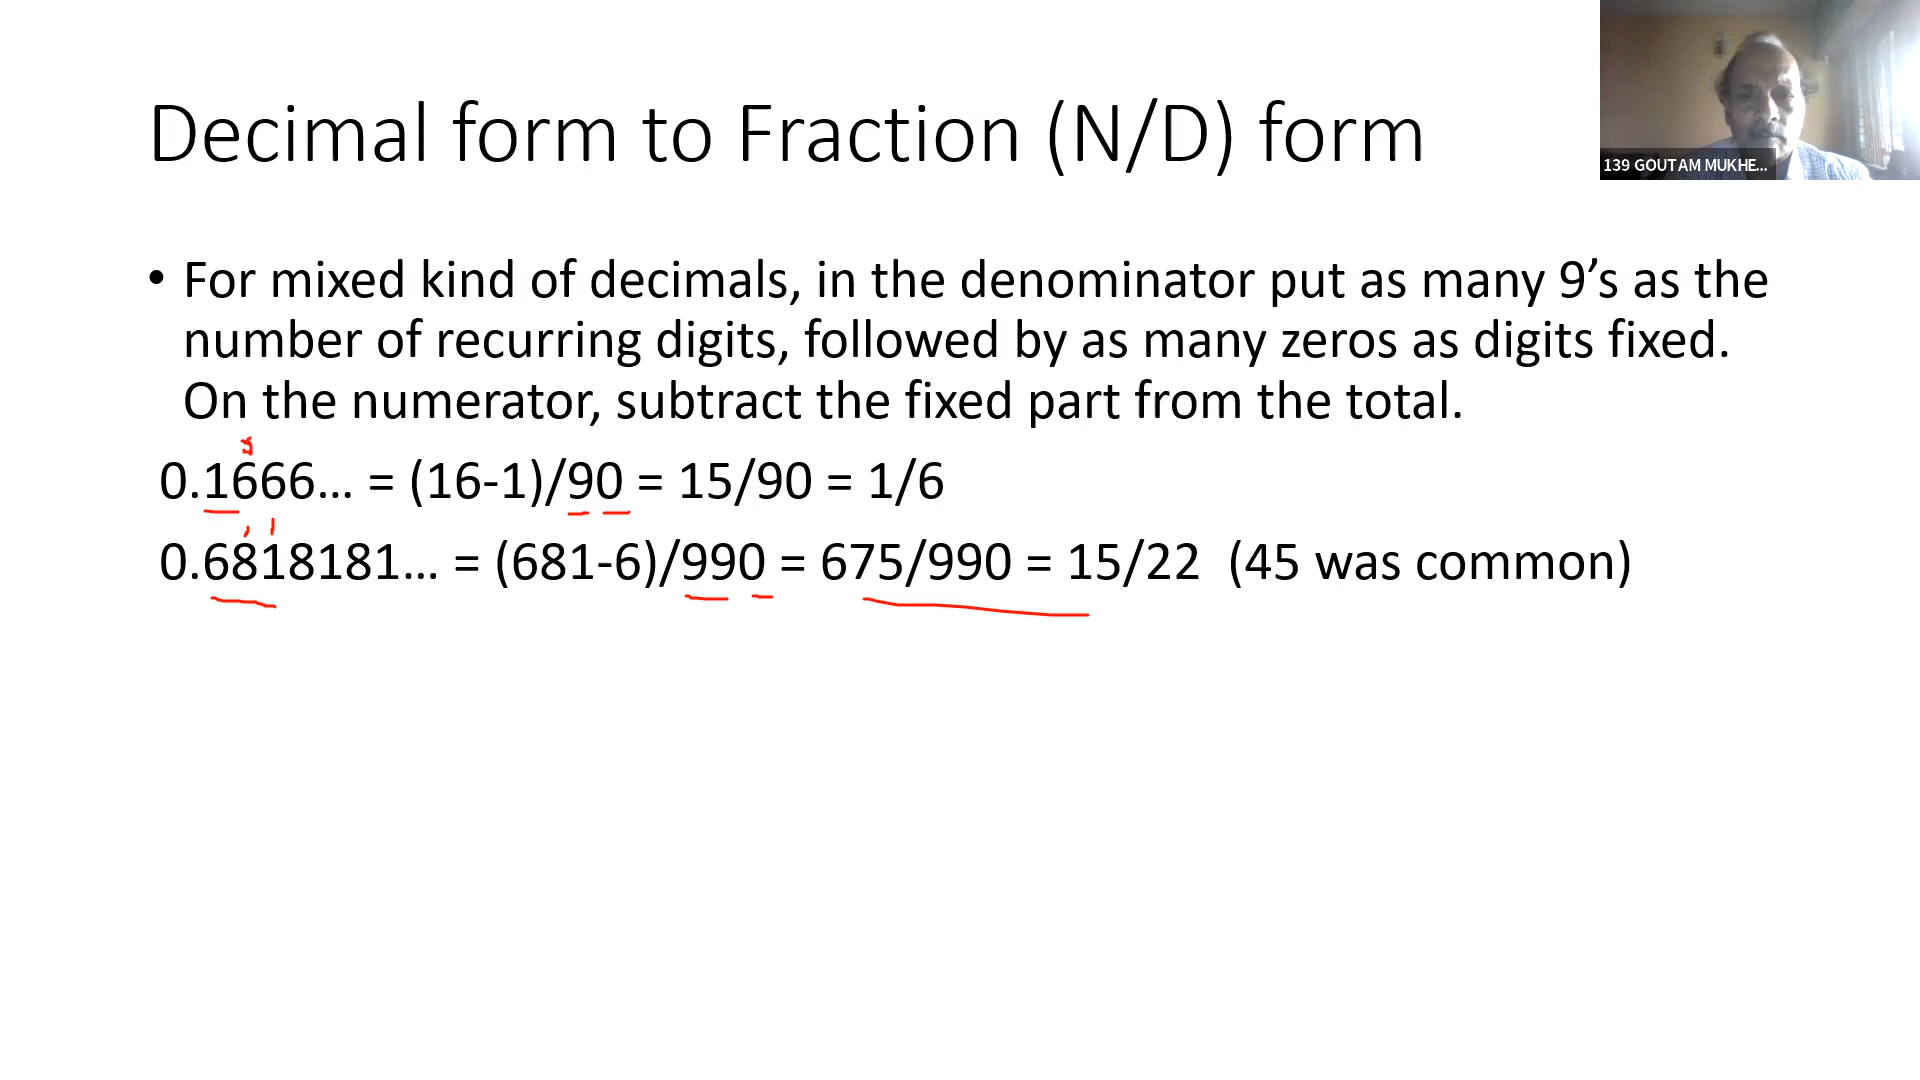 Decimal form to Fraction (N/D) form
139 GOUTAM MUKHE...
• For mixed kind of decimals, in the denominator put as many 9’s as the
number of recurring digits, followed by as many zeros as digits fixed.
On the numerator, subtract the fixed part from the total.
0.1666... = (16-1)/90 = 15/90 = 1/6
0.6818181... = (681-6)/990 = 675/990 = 15/22 (45 was common)